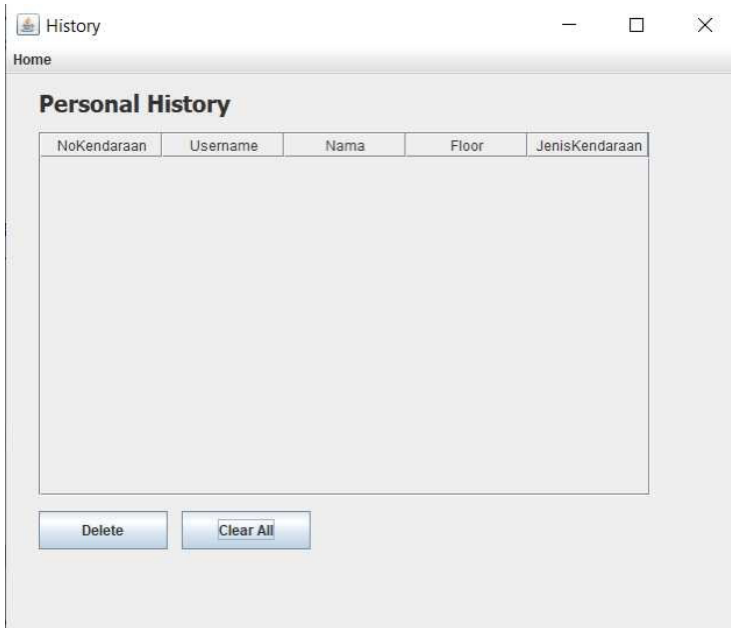 History
Home
Personal History
NoKendaraan Username Nama Floor JenisKendaraan
Delete Clear All